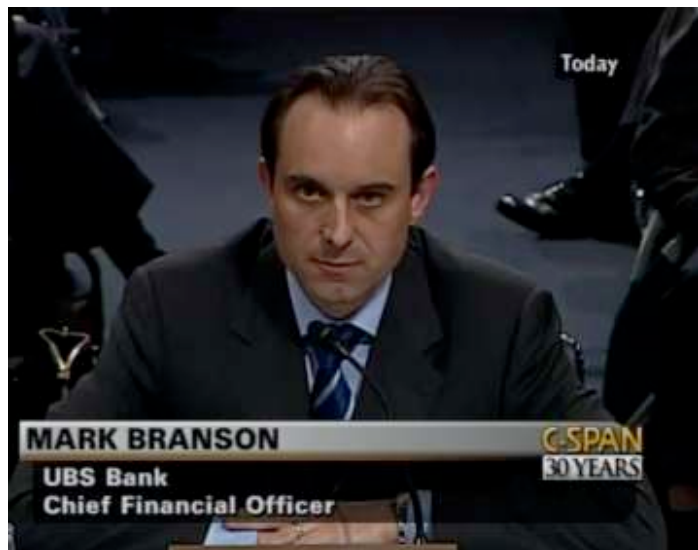 Today
MARK BRANSON
C-SPAN
30 YEARS
UBS Bank
Chief Financial Officer